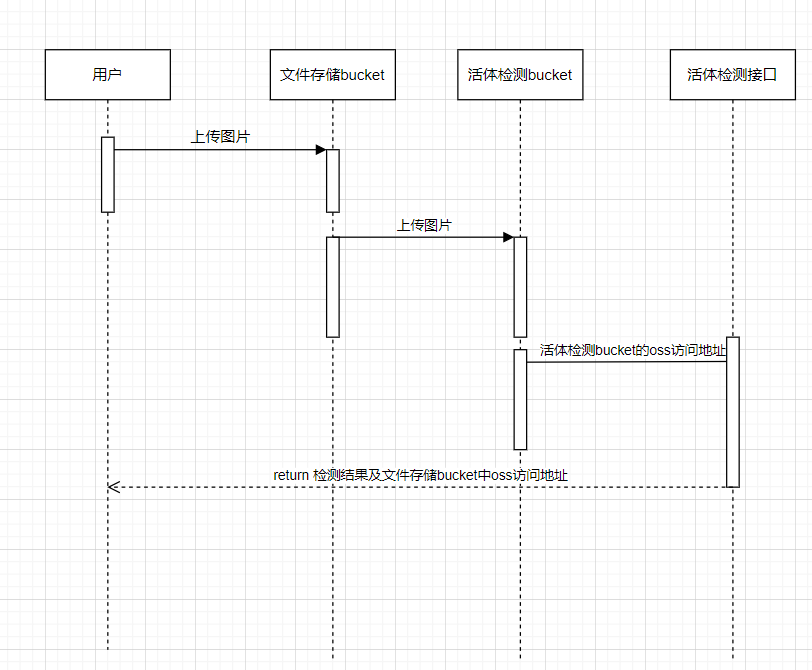 用户
文件存储bucket
活体检测bucket
活体检测接口
上传图片
上传图片
活体检测bucket的oss访问地址
return 检测结果及文件存储bucket中oss访问地址